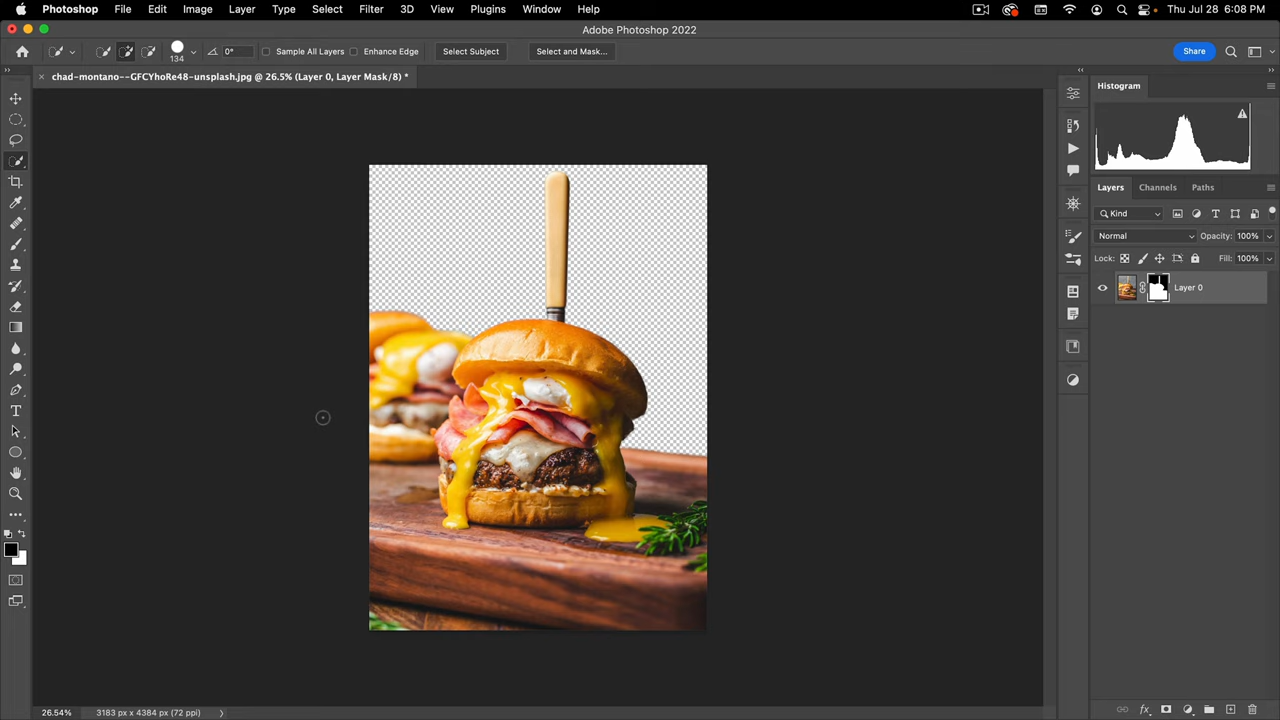 Photoshop File Edit Image Layer Type Select Filter 3D View Plugins Window Help Thu Jul 28 6:08 PM
Adobe Photoshop 2022
134 0° Sample All Layers Enhance Edge Select Subject Select and Mask... Share
chad-montano--GFCYhoRe48-unsplash.jpg @ 26.5% (Layer 0, Layer Mask/8) *
Histogram
Layers Channels Paths
Kind
Normal Opacity: 100%
Lock: Fill: 100%
Layer 0
26.54% 3183 px x 4384 px (72 ppi)